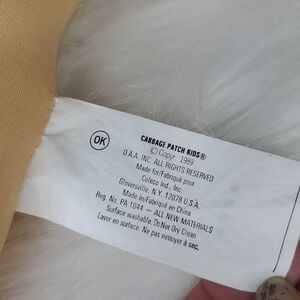 OK
CABBAGE PATCH KIDS®
© Copyr. 1989
O.A.A. INC. ALL RIGHTS RESERVED
Made for/Fabriqué pour
Coleco Ind., Inc.
Gloversville, N.Y. 12078 U.S.A.
Made in/Fabriqué en China
Reg. No. PA 1044 — ALL NEW MATERIALS
Surface washable. Do Not Dry Clean
Laver en surface. Ne pas nettoyer à sec.